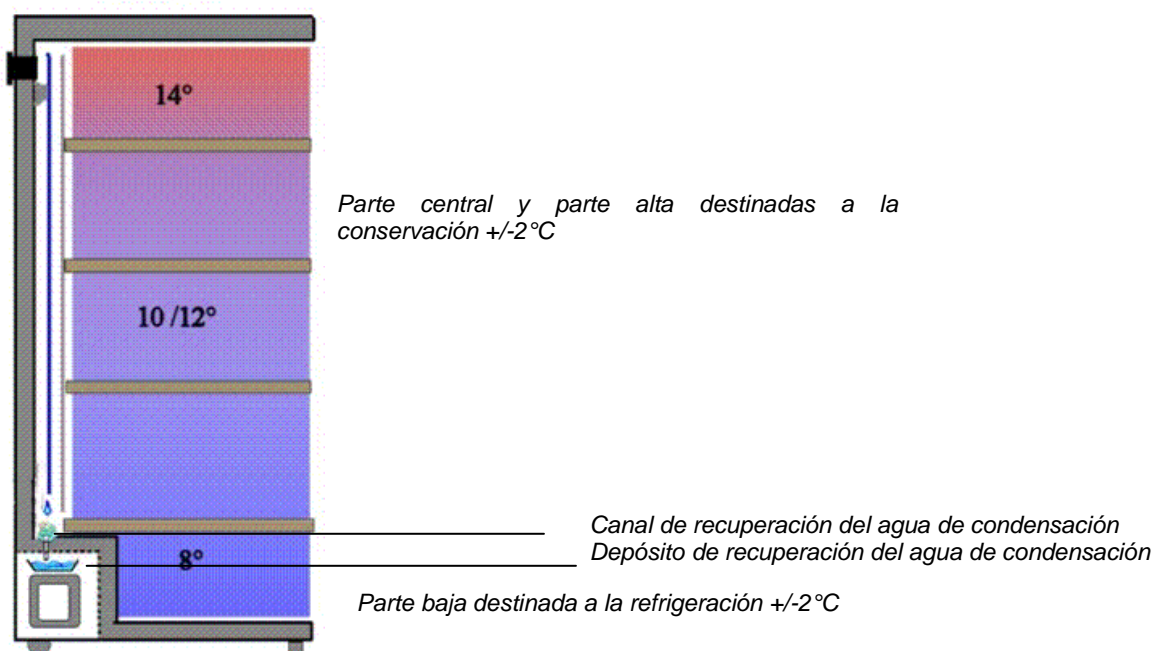 14°
Parte central y parte alta destinadas a la
conservación +/-2°C
10 /12°
Canal de recuperación del agua de condensación
Depósito de recuperación del agua de condensación
8°
Parte baja destinada a la refrigeración +/-2°C